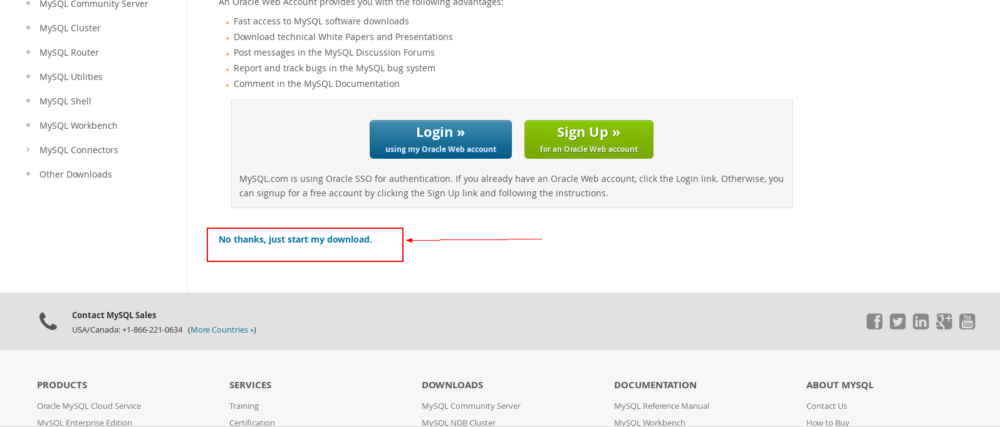 MySQL Community Server
MySQL Cluster
MySQL Router
MySQL Utilities
MySQL Shell
MySQL Workbench
MySQL Connectors
Other Downloads
An Oracle Web Account provides you with the following advantages:
Fast access to MySQL software downloads
Download technical White Papers and Presentations
Post messages in the MySQL Discussion Forums
Report and track bugs in the MySQL bug system
Comment in the MySQL Documentation
Login »
using my Oracle Web account
Sign Up »
for an Oracle Web account
MySQL.com is using Oracle SSO for authentication. If you already have an Oracle Web account, click the Login link. Otherwise, you
can signup for a free account by clicking the Sign Up link and following the instructions.
No thanks, just start my download.
Contact MySQL Sales
USA/Canada: +1-866-221-0634 (More Countries »)
You
Tube
PRODUCTS
Oracle MySQL Cloud Service
MySQL Enterprise Edition
SERVICES
Training
Certification
DOWNLOADS
MySQL Community Server
MySQL NDB Cluster
DOCUMENTATION
MySQL Reference Manual
MySQL Workbench
ABOUT MYSQL
Contact Us
How to Buy